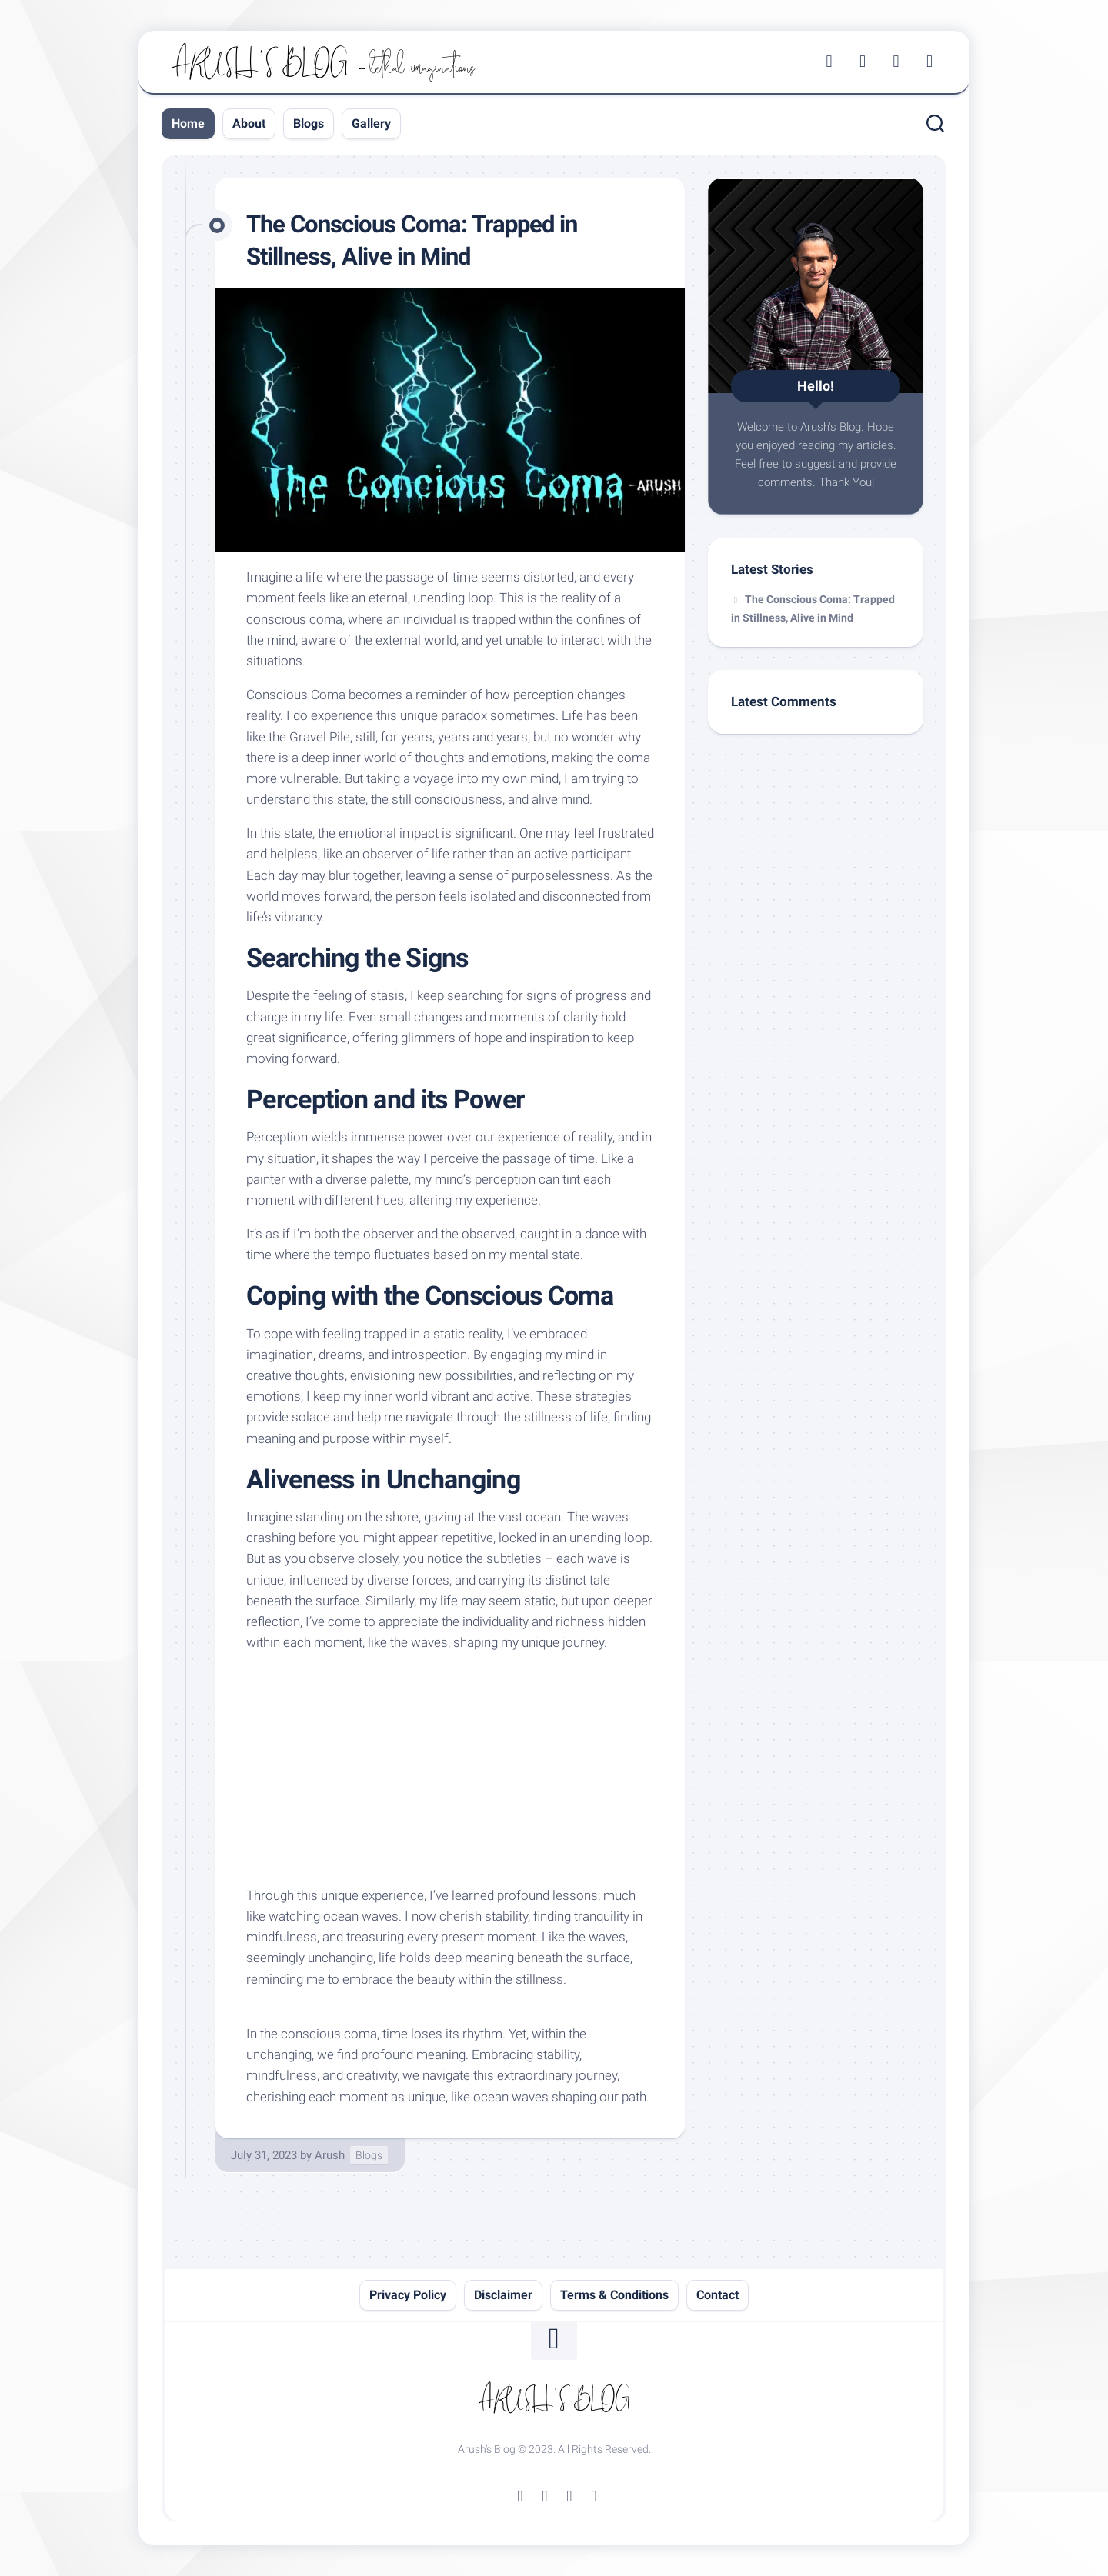 ARUSH'S BLOG -lethal imaginations
Home About Blogs Gallery
The Conscious Coma: Trapped in
Stillness, Alive in Mind
The Concious Coma -ARUSH
Imagine a life where the passage of time seems distorted, and every
moment feels like an eternal, unending loop. This is the reality of a
conscious coma, where an individual is trapped within the confines of
the mind, aware of the external world, and yet unable to interact with the
situations.
Conscious Coma becomes a reminder of how perception changes
reality. I do experience this unique paradox sometimes. Life has been
like the Gravel Pile, still, for years, years and years, but no wonder why
there is a deep inner world of thoughts and emotions, making the coma
more vulnerable. But taking a voyage into my own mind, I am trying to
understand this state, the still consciousness, and alive mind.
In this state, the emotional impact is significant. One may feel frustrated
and helpless, like an observer of life rather than an active participant.
Each day may blur together, leaving a sense of purposelessness. As the
world moves forward, the person feels isolated and disconnected from
life's vibrancy.
Searching the Signs
Despite the feeling of stasis, I keep searching for signs of progress and
change in my life. Even small changes and moments of clarity hold
great significance, offering glimmers of hope and inspiration to keep
moving forward.
Perception and its Power
Perception wields immense power over our experience of reality, and in
my situation, it shapes the way I perceive the passage of time. Like a
painter with a diverse palette, my mind's perception can tint each
moment with different hues, altering my experience.
It's as if I'm both the observer and the observed, caught in a dance with
time where the tempo fluctuates based on my mental state.
Coping with the Conscious Coma
To cope with feeling trapped in a static reality, I've embraced
imagination, dreams, and introspection. By engaging my mind in
creative thoughts, envisioning new possibilities, and reflecting on my
emotions, I keep my inner world vibrant and active. These strategies
provide solace and help me navigate through the stillness of life, finding
meaning and purpose within myself.
Aliveness in Unchanging
Imagine standing on the shore, gazing at the vast ocean. The waves
crashing before you might appear repetitive, locked in an unending loop.
But as you observe closely, you notice the subtleties – each wave is
unique, influenced by diverse forces, and carrying its distinct tale
beneath the surface. Similarly, my life may seem static, but upon deeper
reflection, I've come to appreciate the individuality and richness hidden
within each moment, like the waves, shaping my unique journey.
Through this unique experience, I've learned profound lessons, much
like watching ocean waves. I now cherish stability, finding tranquility in
mindfulness, and treasuring every present moment. Like the waves,
seemingly unchanging, life holds deep meaning beneath the surface,
reminding me to embrace the beauty within the stillness.
In the conscious coma, time loses its rhythm. Yet, within the
unchanging, we find profound meaning. Embracing stability,
mindfulness, and creativity, we navigate this extraordinary journey,
cherishing each moment as unique, like ocean waves shaping our path.
July 31, 2023 by Arush Blogs
Hello!
Welcome to Arush's Blog. Hope
you enjoyed reading my articles.
Feel free to suggest and provide
comments. Thank You!
Latest Stories
The Conscious Coma: Trapped
in Stillness, Alive in Mind
Latest Comments
Privacy Policy Disclaimer Terms & Conditions Contact
ARUSH'S BLOG
Arush's Blog © 2023. All Rights Reserved.